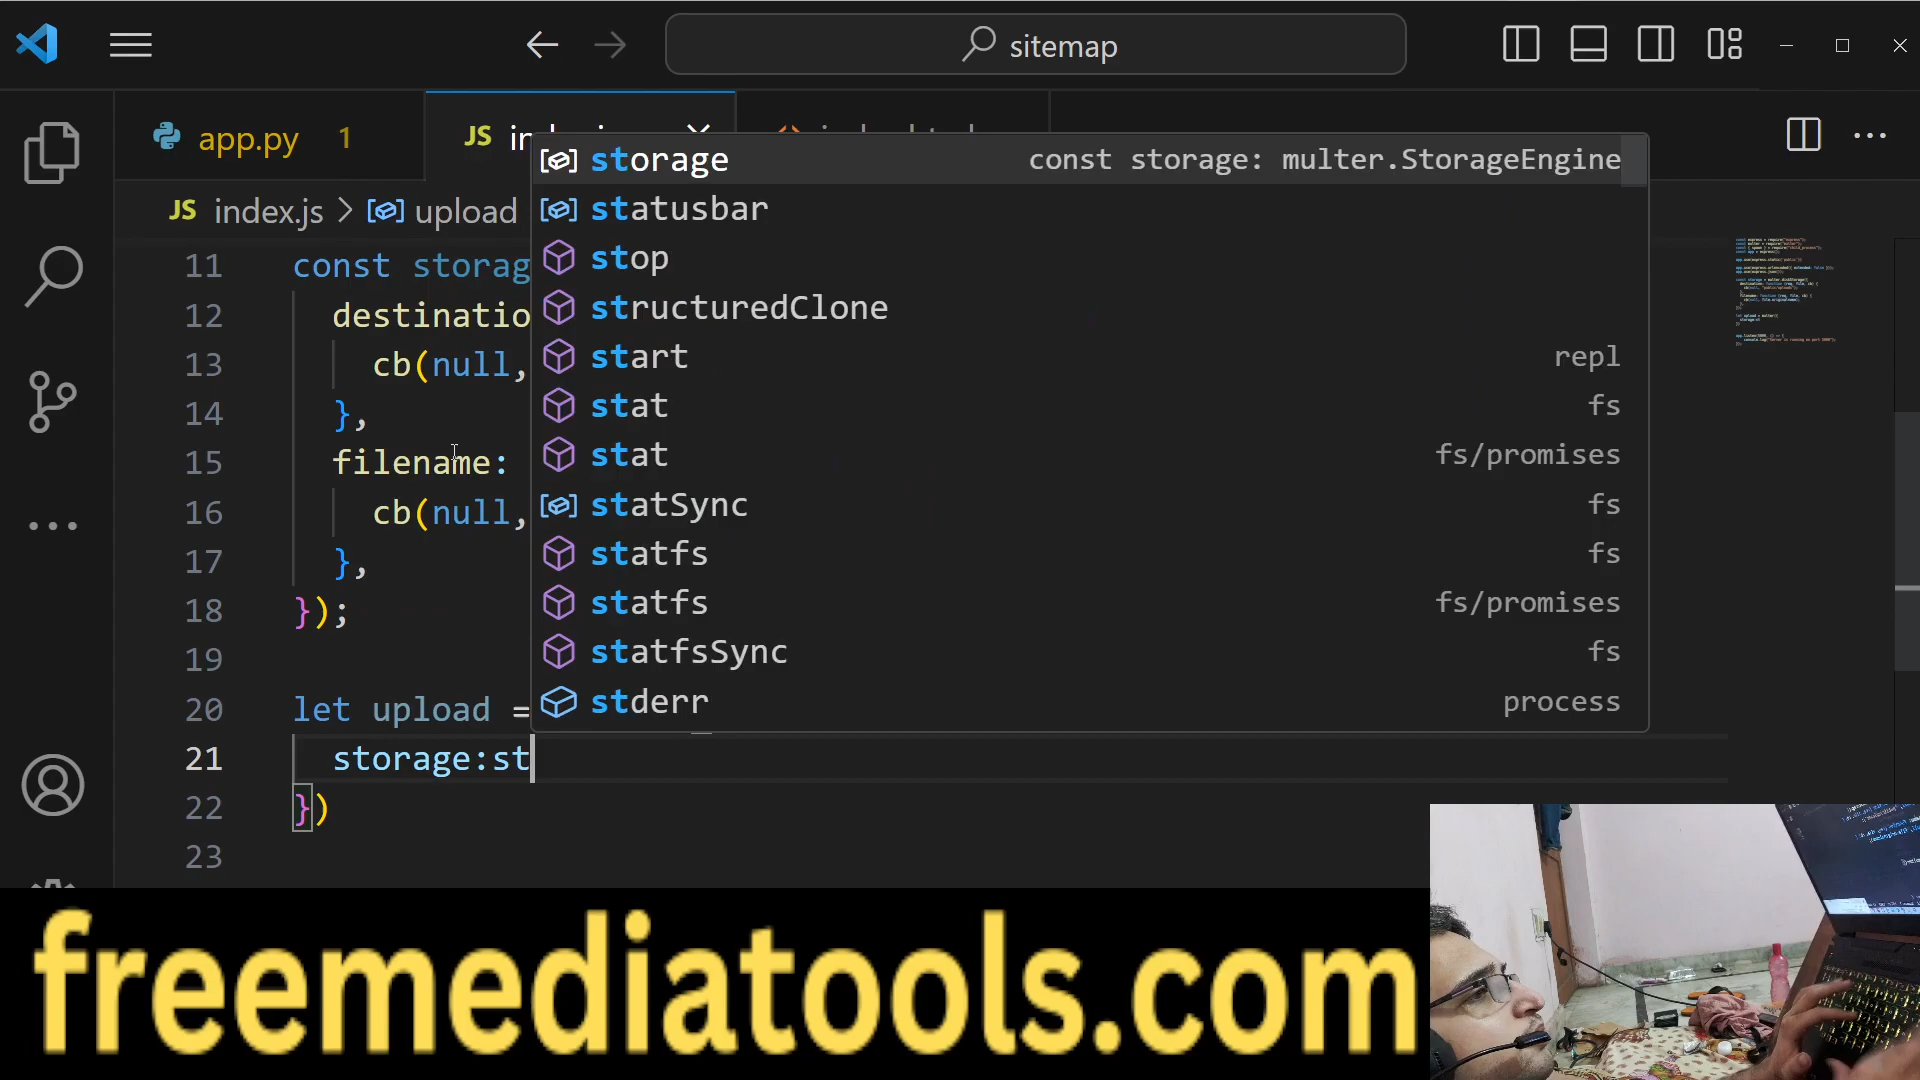 sitemap
app.py 1
JS
JS index.js > upload
11 const storag
12 destinatio
13 cb(null,
14 },
15 filename:
16 cb(null,
17 },
18 });
19
20 let upload =
21 storage:st
22 })
23
storage const storage: multer.StorageEngine
statusbar
stop
structuredClone
start repl
stat fs
stat fs/promises
statSync fs
statfs fs
statfs fs/promises
statfsSync fs
stderr process
freemediatools.com